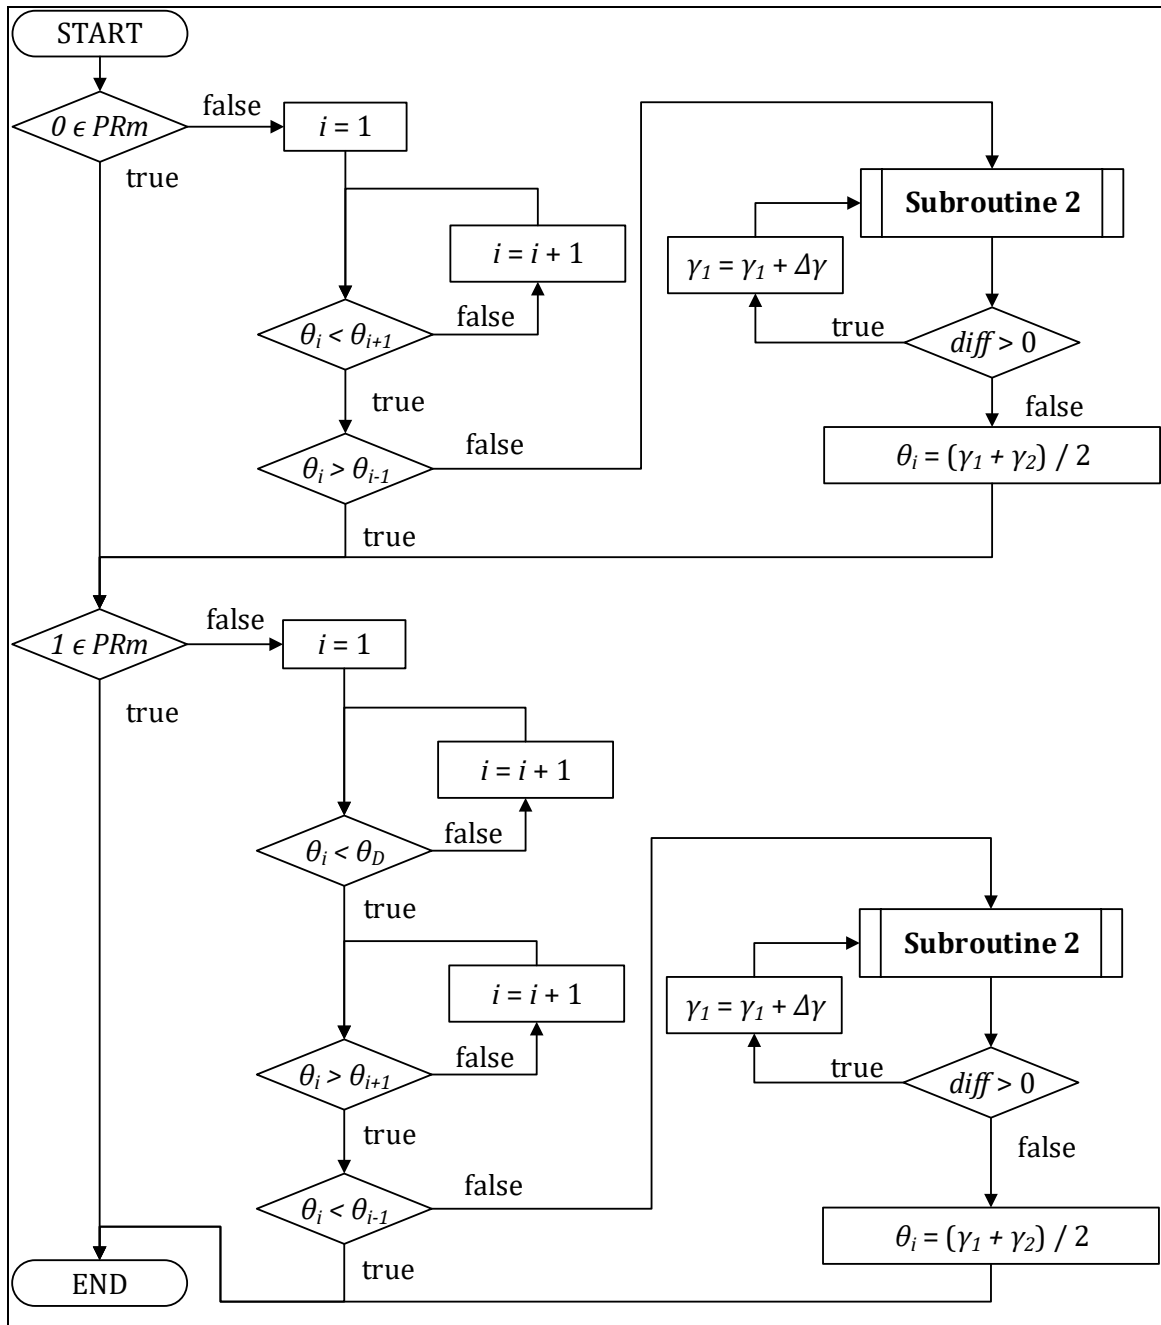 START
0 ϵ PRm
false
i = 1
true
i = i + 1
θi < θi+1
false
true
θi > θi-1
false
true
Subroutine 2
γ1 = γ1 + Δγ
diff > 0
true
false
θi = (γ1 + γ2) / 2
1 ϵ PRm
false
i = 1
true
i = i + 1
θi < θD
false
true
i = i + 1
θi > θi+1
false
true
θi < θi-1
false
true
Subroutine 2
γ1 = γ1 + Δγ
diff > 0
true
false
θi = (γ1 + γ2) / 2
END